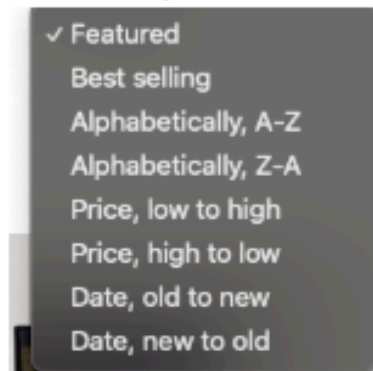 ✓ Featured
Best selling
Alphabetically, A-Z
Alphabetically, Z-A
Price, low to high
Price, high to low
Date, old to new
Date, new to old